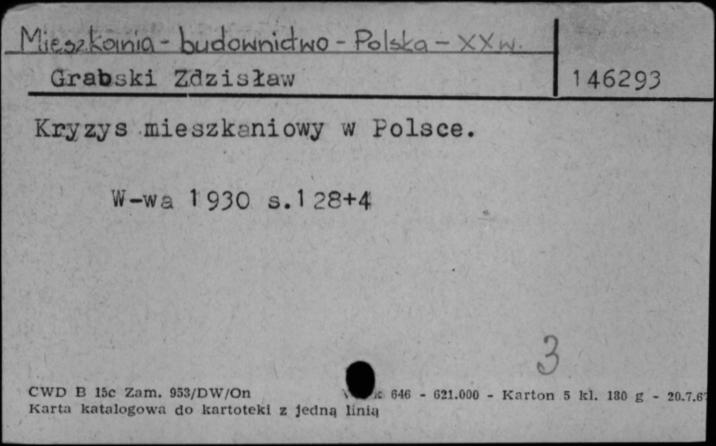 Mieszkania - budownictwo - Polska - XX w.
Grabski Zdzisław 146293
Kryzys mieszkaniowy w Polsce.
W-wa 1930 s.128+4
3
CWD B 15c Zam. 953/DW/On 646 - 621.000 - Karton 5 kl. 180 g - 20.7.6
Karta katalogowa do kartoteki z jedną linią